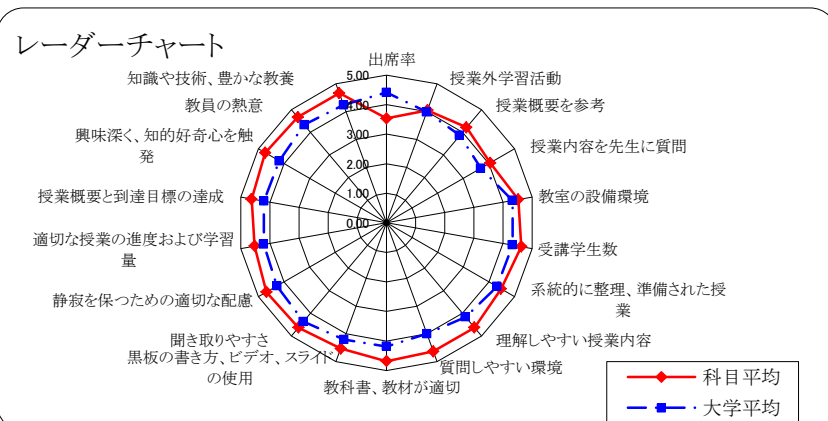 レーダーチャート
出席率
授業外学習活動
授業概要を参考
授業内容を先生に質問
教室の設備環境
受講学生数
系統的に整理、準備された授
業
理解しやすい授業内容
質問しやすい環境
教科書、教材が適切
黒板の書き方、ビデオ、スライド
の使用
聞き取りやすさ
静寂を保つための適切な配慮
適切な授業の進度および学習
量
授業概要と到達目標の達成
興味深く、知的好奇心を触
発
教員の熱意
知識や技術、豊かな教養
5.00
4.00
3.00
2.00
1.00
0.00
科目平均
大学平均